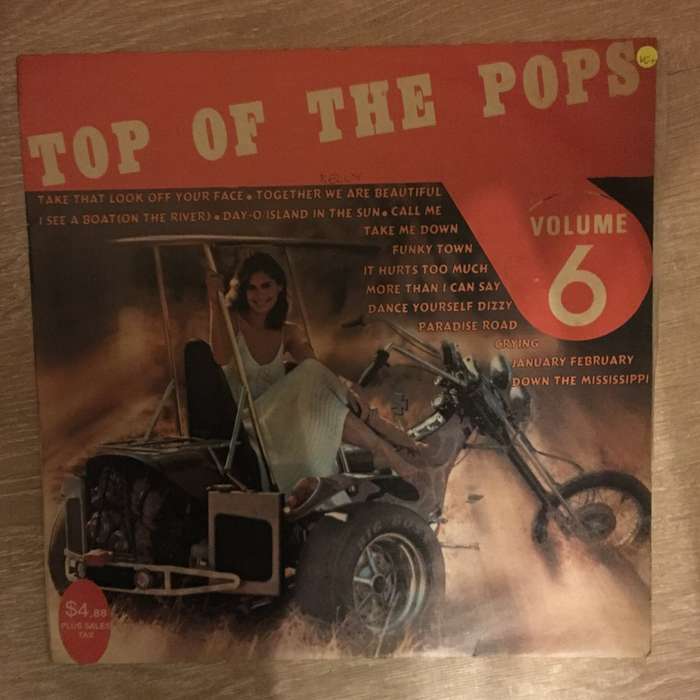 TOP OF THE POPS
VOLUME
6
TAKE THAT LOOK OFF YOUR FACE • TOGETHER WE ARE BEAUTIFUL
I SEE A BOAT(ON THE RIVER) • DAY-O ISLAND IN THE SUN • CALL ME
TAKE ME DOWN
FUNKY TOWN
IT HURTS TOO MUCH
MORE THAN I CAN SAY
DANCE YOURSELF DIZZY
PARADISE ROAD
CRYING
JANUARY FEBRUARY
DOWN THE MISSISSIPPI
$4.88
PLUS SALES
TAX